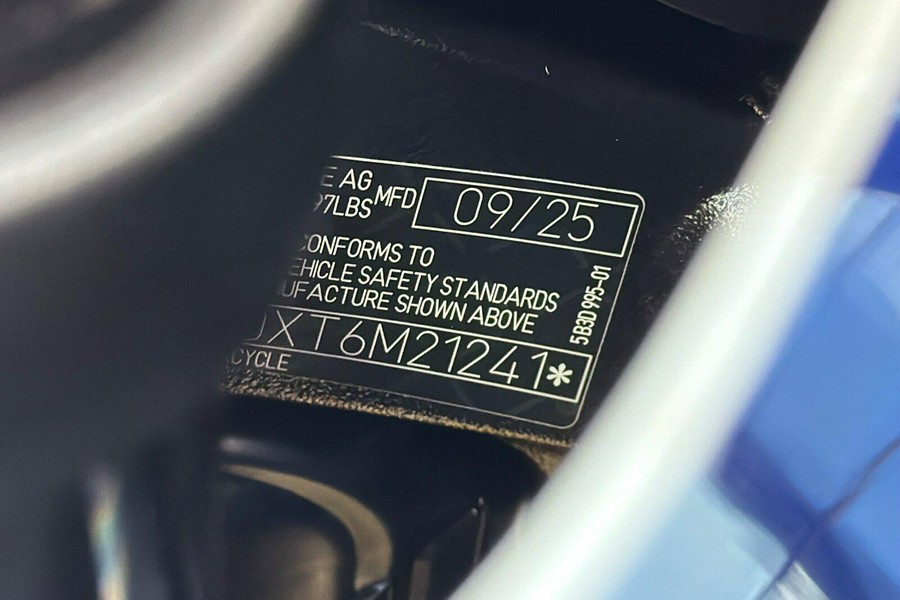 E AG MFD 09/25
97LBS
CONFORMS TO
EHICLE SAFETY STANDARDS
UFACTURE SHOWN ABOVE
5B3D 995-01
JXT6M21241*
CYCLE